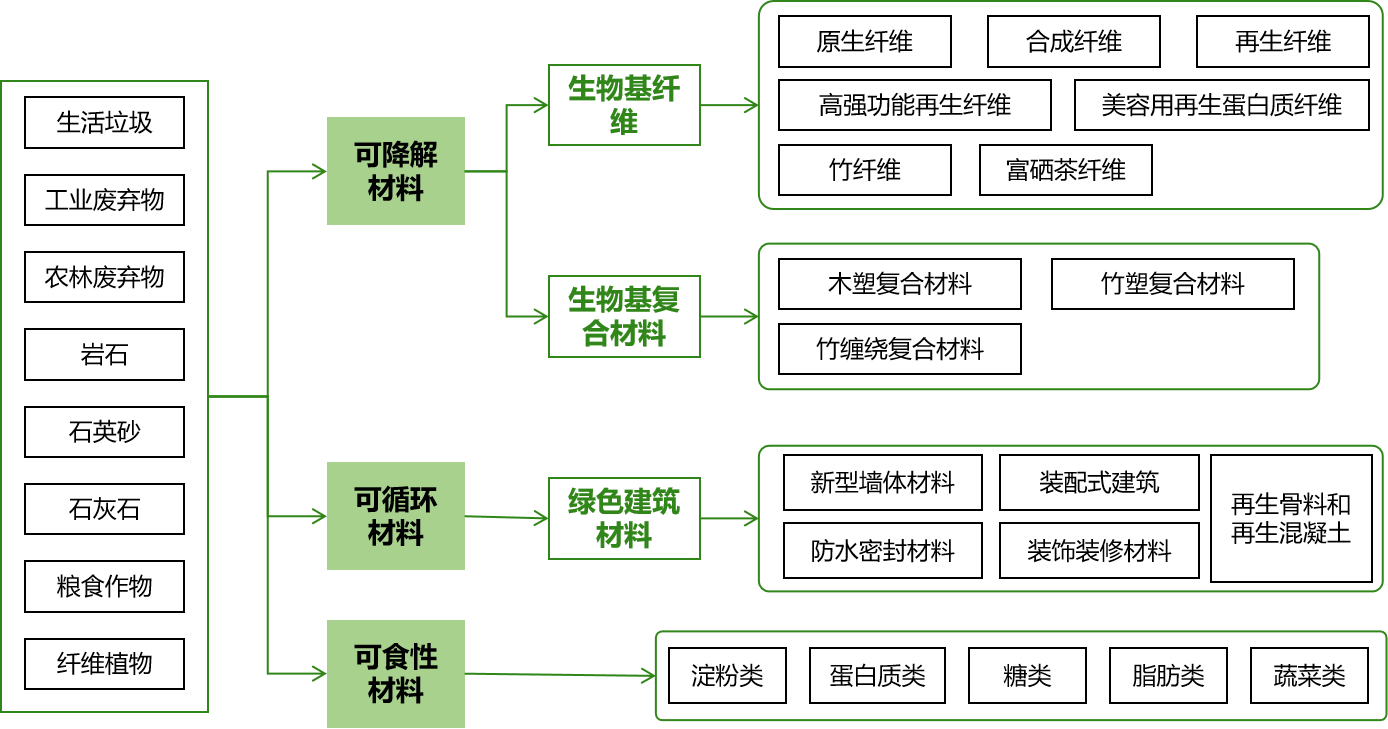 生活垃圾
工业废弃物
农林废弃物
岩石
石英砂
石灰石
粮食作物
纤维植物
可降解
材料
生物基纤
维
原生纤维
合成纤维
再生纤维
高强功能再生纤维
美容用再生蛋白质纤维
竹纤维
富硒茶纤维
生物基复
合材料
木塑复合材料
竹塑复合材料
竹缠绕复合材料
可循环
材料
绿色建筑
材料
新型墙体材料
装配式建筑
防水密封材料
装饰装修材料
再生骨料和
再生混凝土
可食性
材料
淀粉类
蛋白质类
糖类
脂肪类
蔬菜类